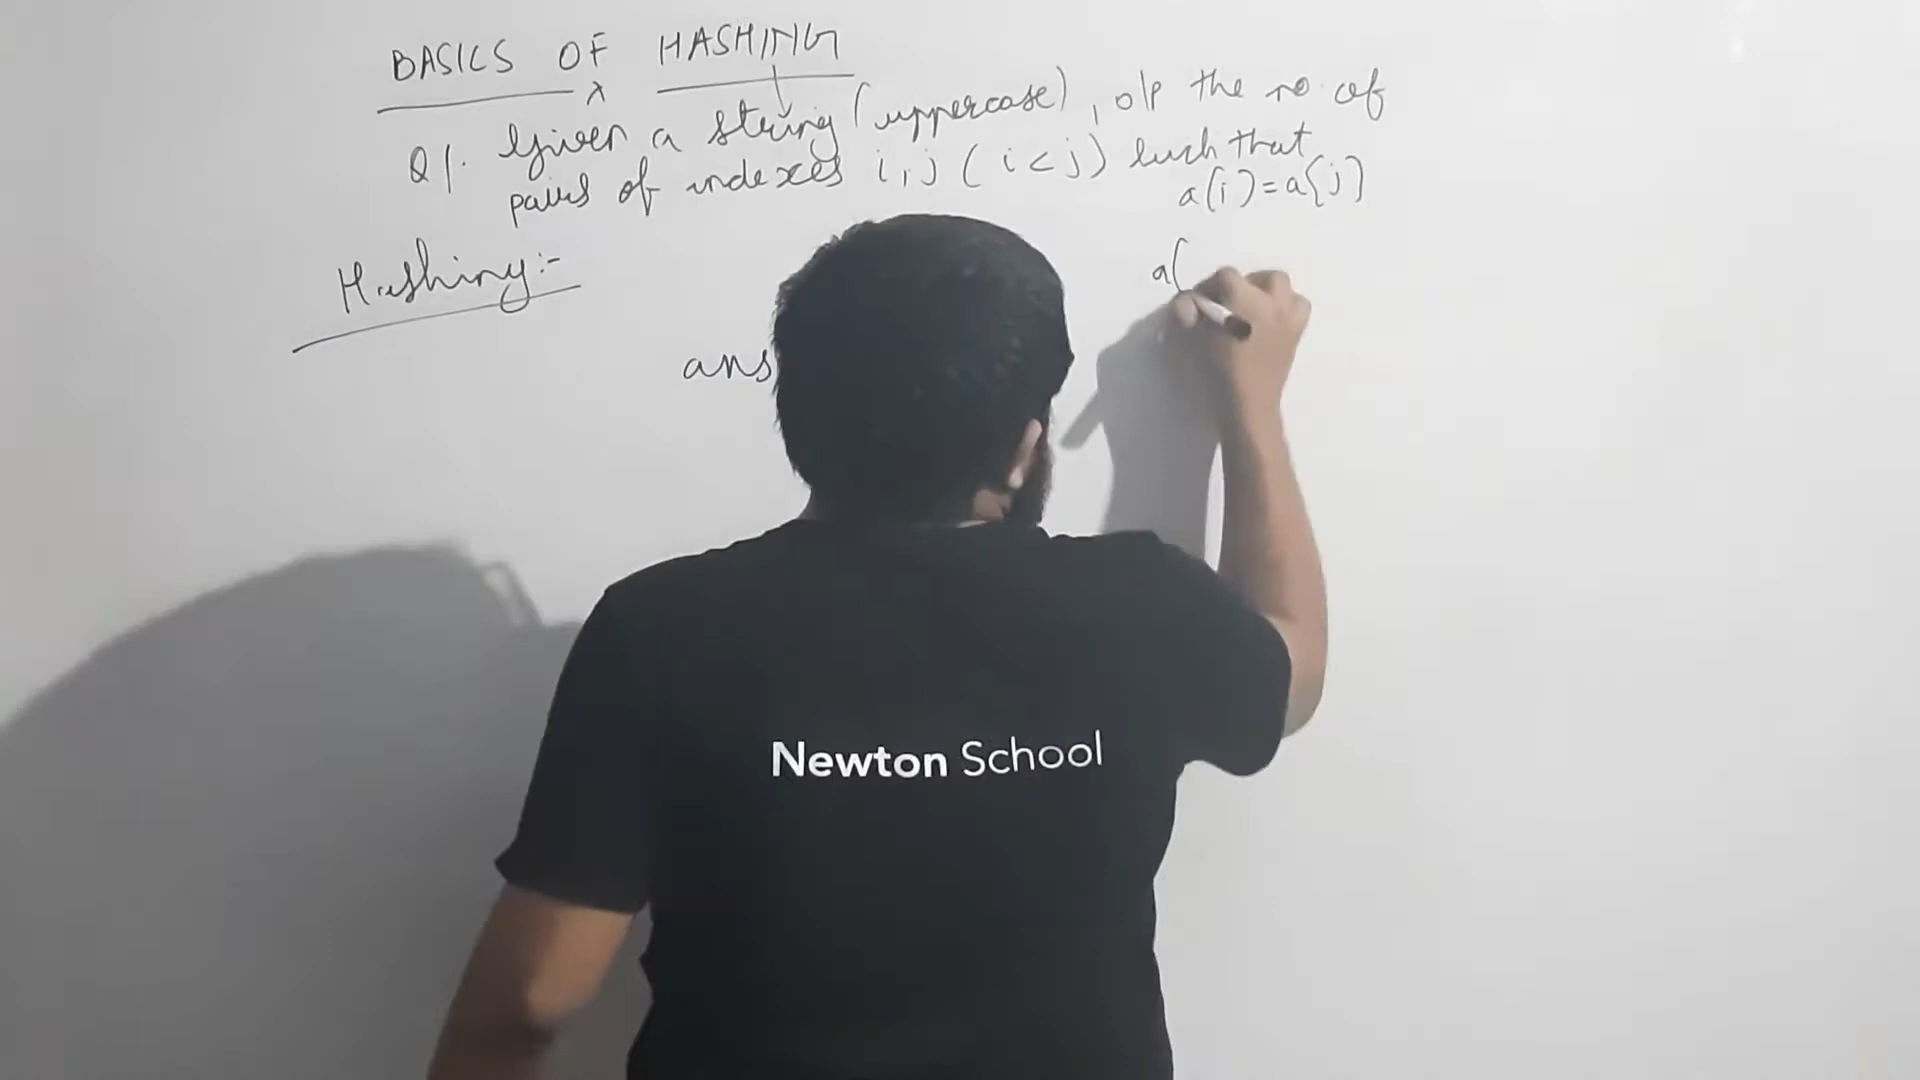 BASICS OF HASHING
Q1. Given a string (uppercase), o/p the no. of
pairs of indexes i, j (i < j) such that
a[i] = a[j]
Hashing:-
a[
ans
Newton School